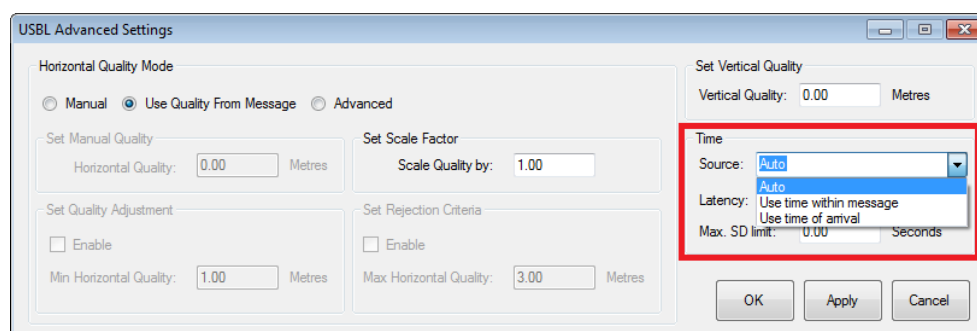 USBL Advanced Settings
Horizontal Quality Mode
Manual Use Quality From Message Advanced
Set Manual Quality
Horizontal Quality: 0.00 Metres
Set Scale Factor
Scale Quality by: 1.00
Set Quality Adjustment
Enable
Min Horizontal Quality: 1.00 Metres
Set Rejection Criteria
Enable
Max Horizontal Quality: 3.00 Metres
Set Vertical Quality
Vertical Quality: 0.00 Metres
Time
Source: Auto
Auto
Use time within message
Use time of arrival
Latency:
Max. SD limit: 0.00 Seconds
OK Apply Cancel